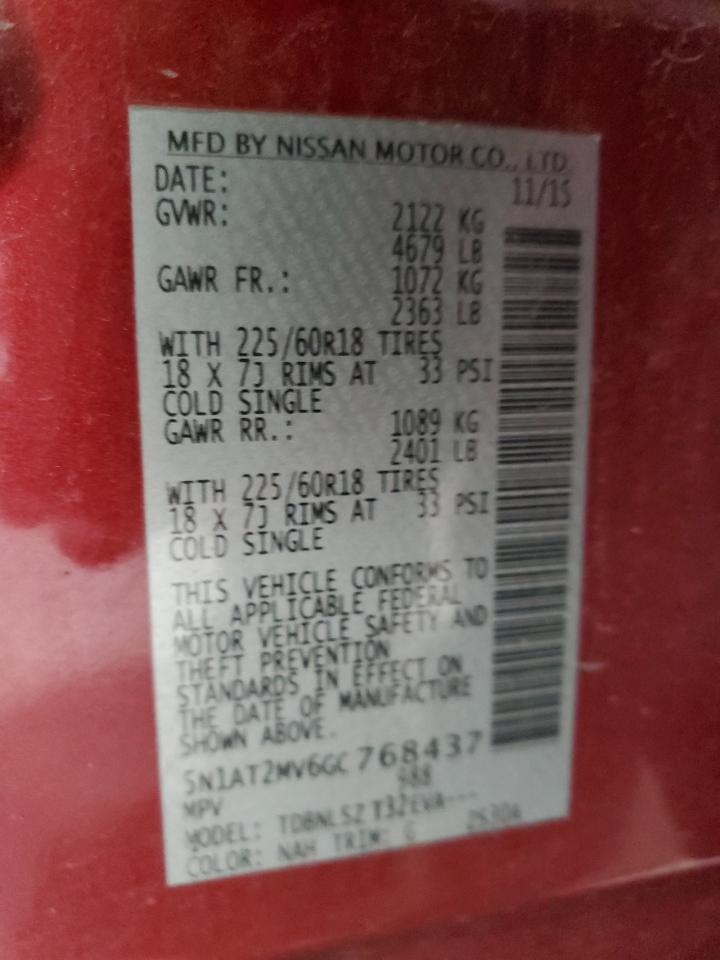 MFD BY NISSAN MOTOR CO., LTD.
DATE: 11/15
GVWR: 2122 KG
4679 LB
GAWR FR.: 1072 KG
2363 LB
WITH 225/60R18 TIRES
18 X 7J RIMS AT 33 PSI
COLD SINGLE
GAWR RR.: 1089 KG
2401 LB
WITH 225/60R18 TIRES
18 X 7J RIMS AT 33 PSI
COLD SINGLE
THIS VEHICLE CONFORMS TO
ALL APPLICABLE FEDERAL
MOTOR VEHICLE SAFETY AND
THEFT PREVENTION
STANDARDS IN EFFECT ON
THE DATE OF MANUFACTURE
SHOWN ABOVE.
5N1AT2MV6GC768437
988
MPV
MODEL: T32EVA---
COLOR: NAH TRIM: G